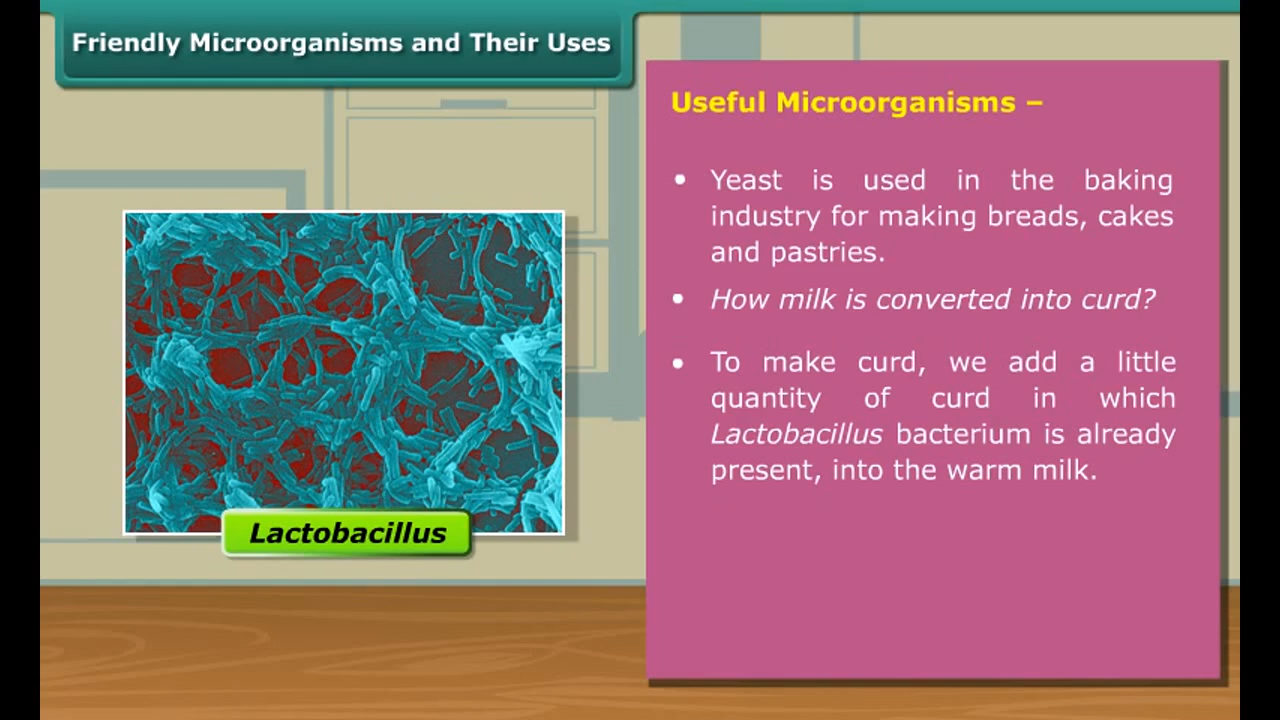 Friendly Microorganisms and Their Uses
Useful Microorganisms –
• Yeast is used in the baking
industry for making breads, cakes
and pastries.
• How milk is converted into curd?
• To make curd, we add a little
quantity of curd in which
Lactobacillus bacterium is already
present, into the warm milk.
Lactobacillus